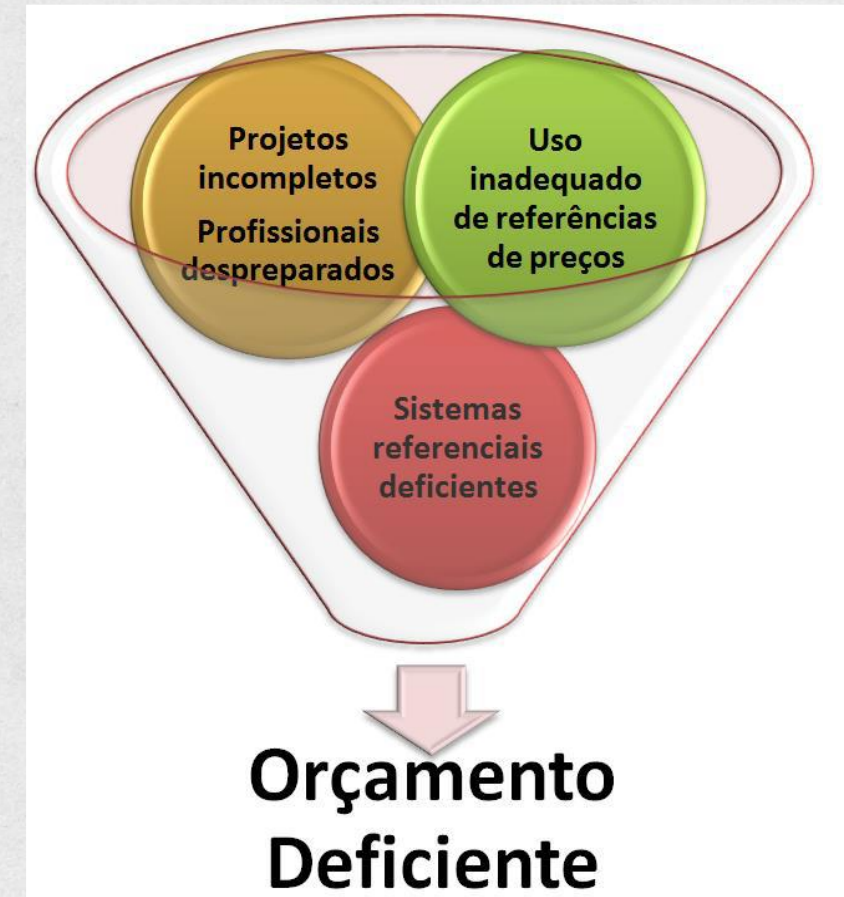 Projetos
incompletos
Profissionais
despreparados
Uso
inadequado
de referências
de preços
Sistemas
referenciais
deficientes
Orçamento
Deficiente